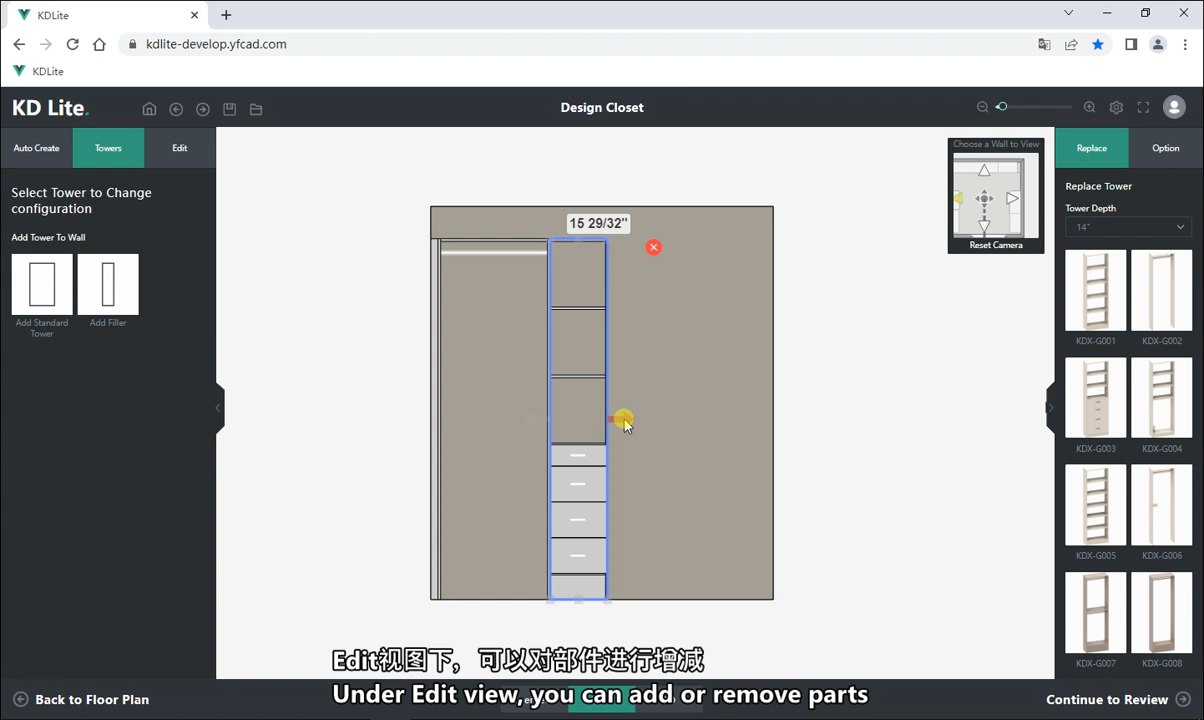 KDLite
kdlite-develop.yfcad.com
KDLite
KD Lite.
Design Closet
Auto Create
Towers
Edit
Select Tower to Change
configuration
Add Tower To Wall
Add Standard
Tower
Add Filler
15 29/32"
Choose a Wall to View
Reset Camera
Replace
Option
Replace Tower
Tower Depth
14"
KDX-G001
KDX-G002
KDX-G003
KDX-G004
KDX-G005
KDX-G006
KDX-G007
KDX-G008
Edit视图下，可以对部件进行增减
Under Edit view, you can add or remove parts
Back to Floor Plan
Continue to Review